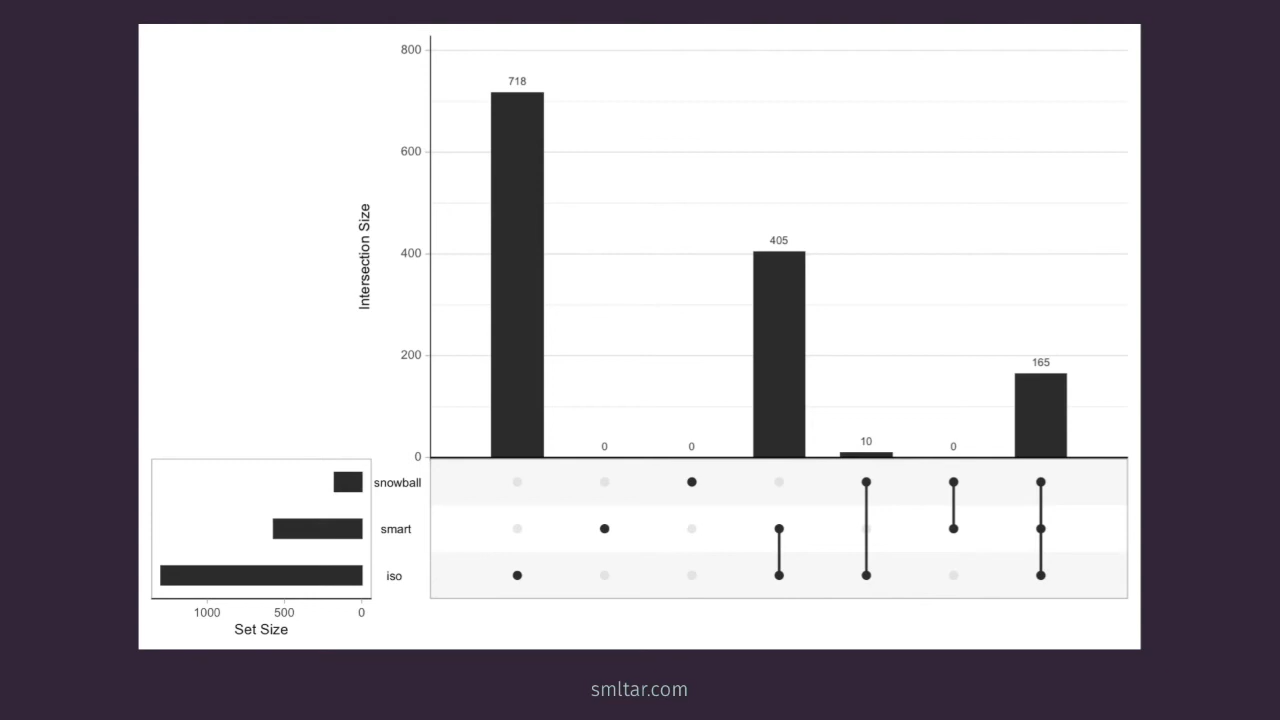 800
718
600
Intersection Size
405
400
200
165
0
0
0
10
0
snowball
smart
iso
1000 500 0
Set Size
smltar.com